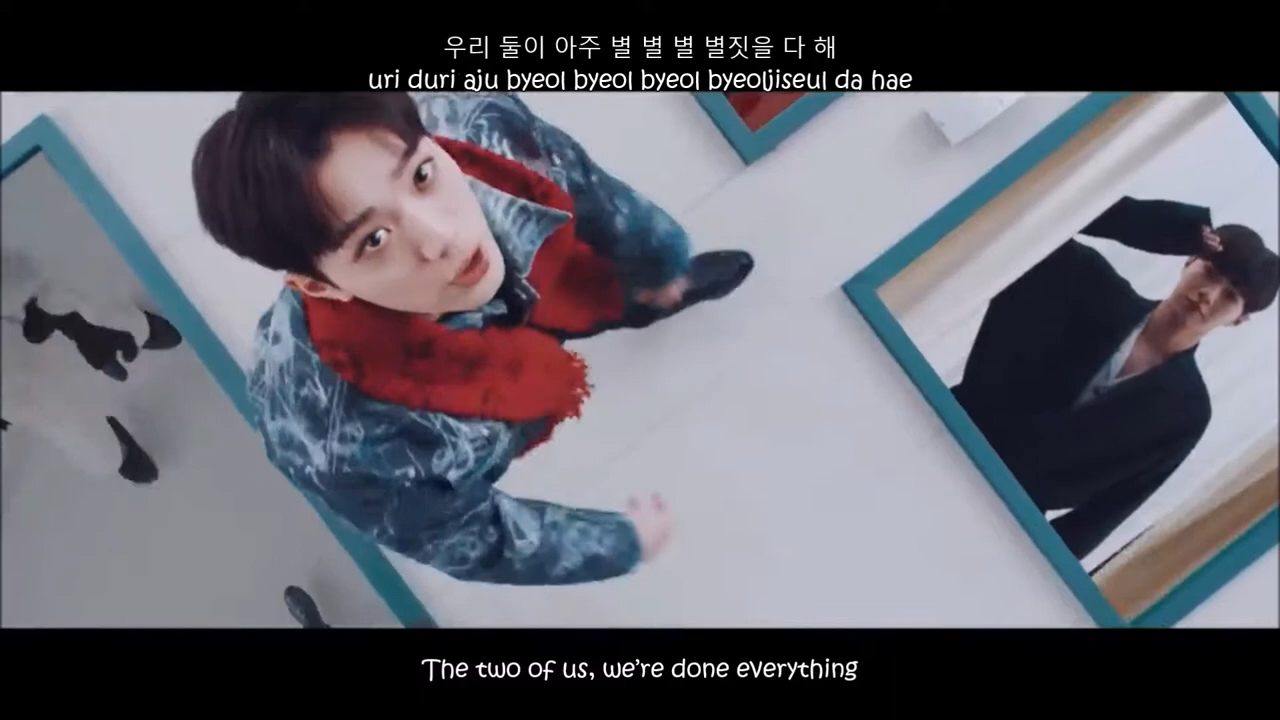 우리 둘이 아주 별 별 별 별짓을 다 해
uri duri aju byeol byeol byeol byeoljiseul da hae
The two of us, we're done everything